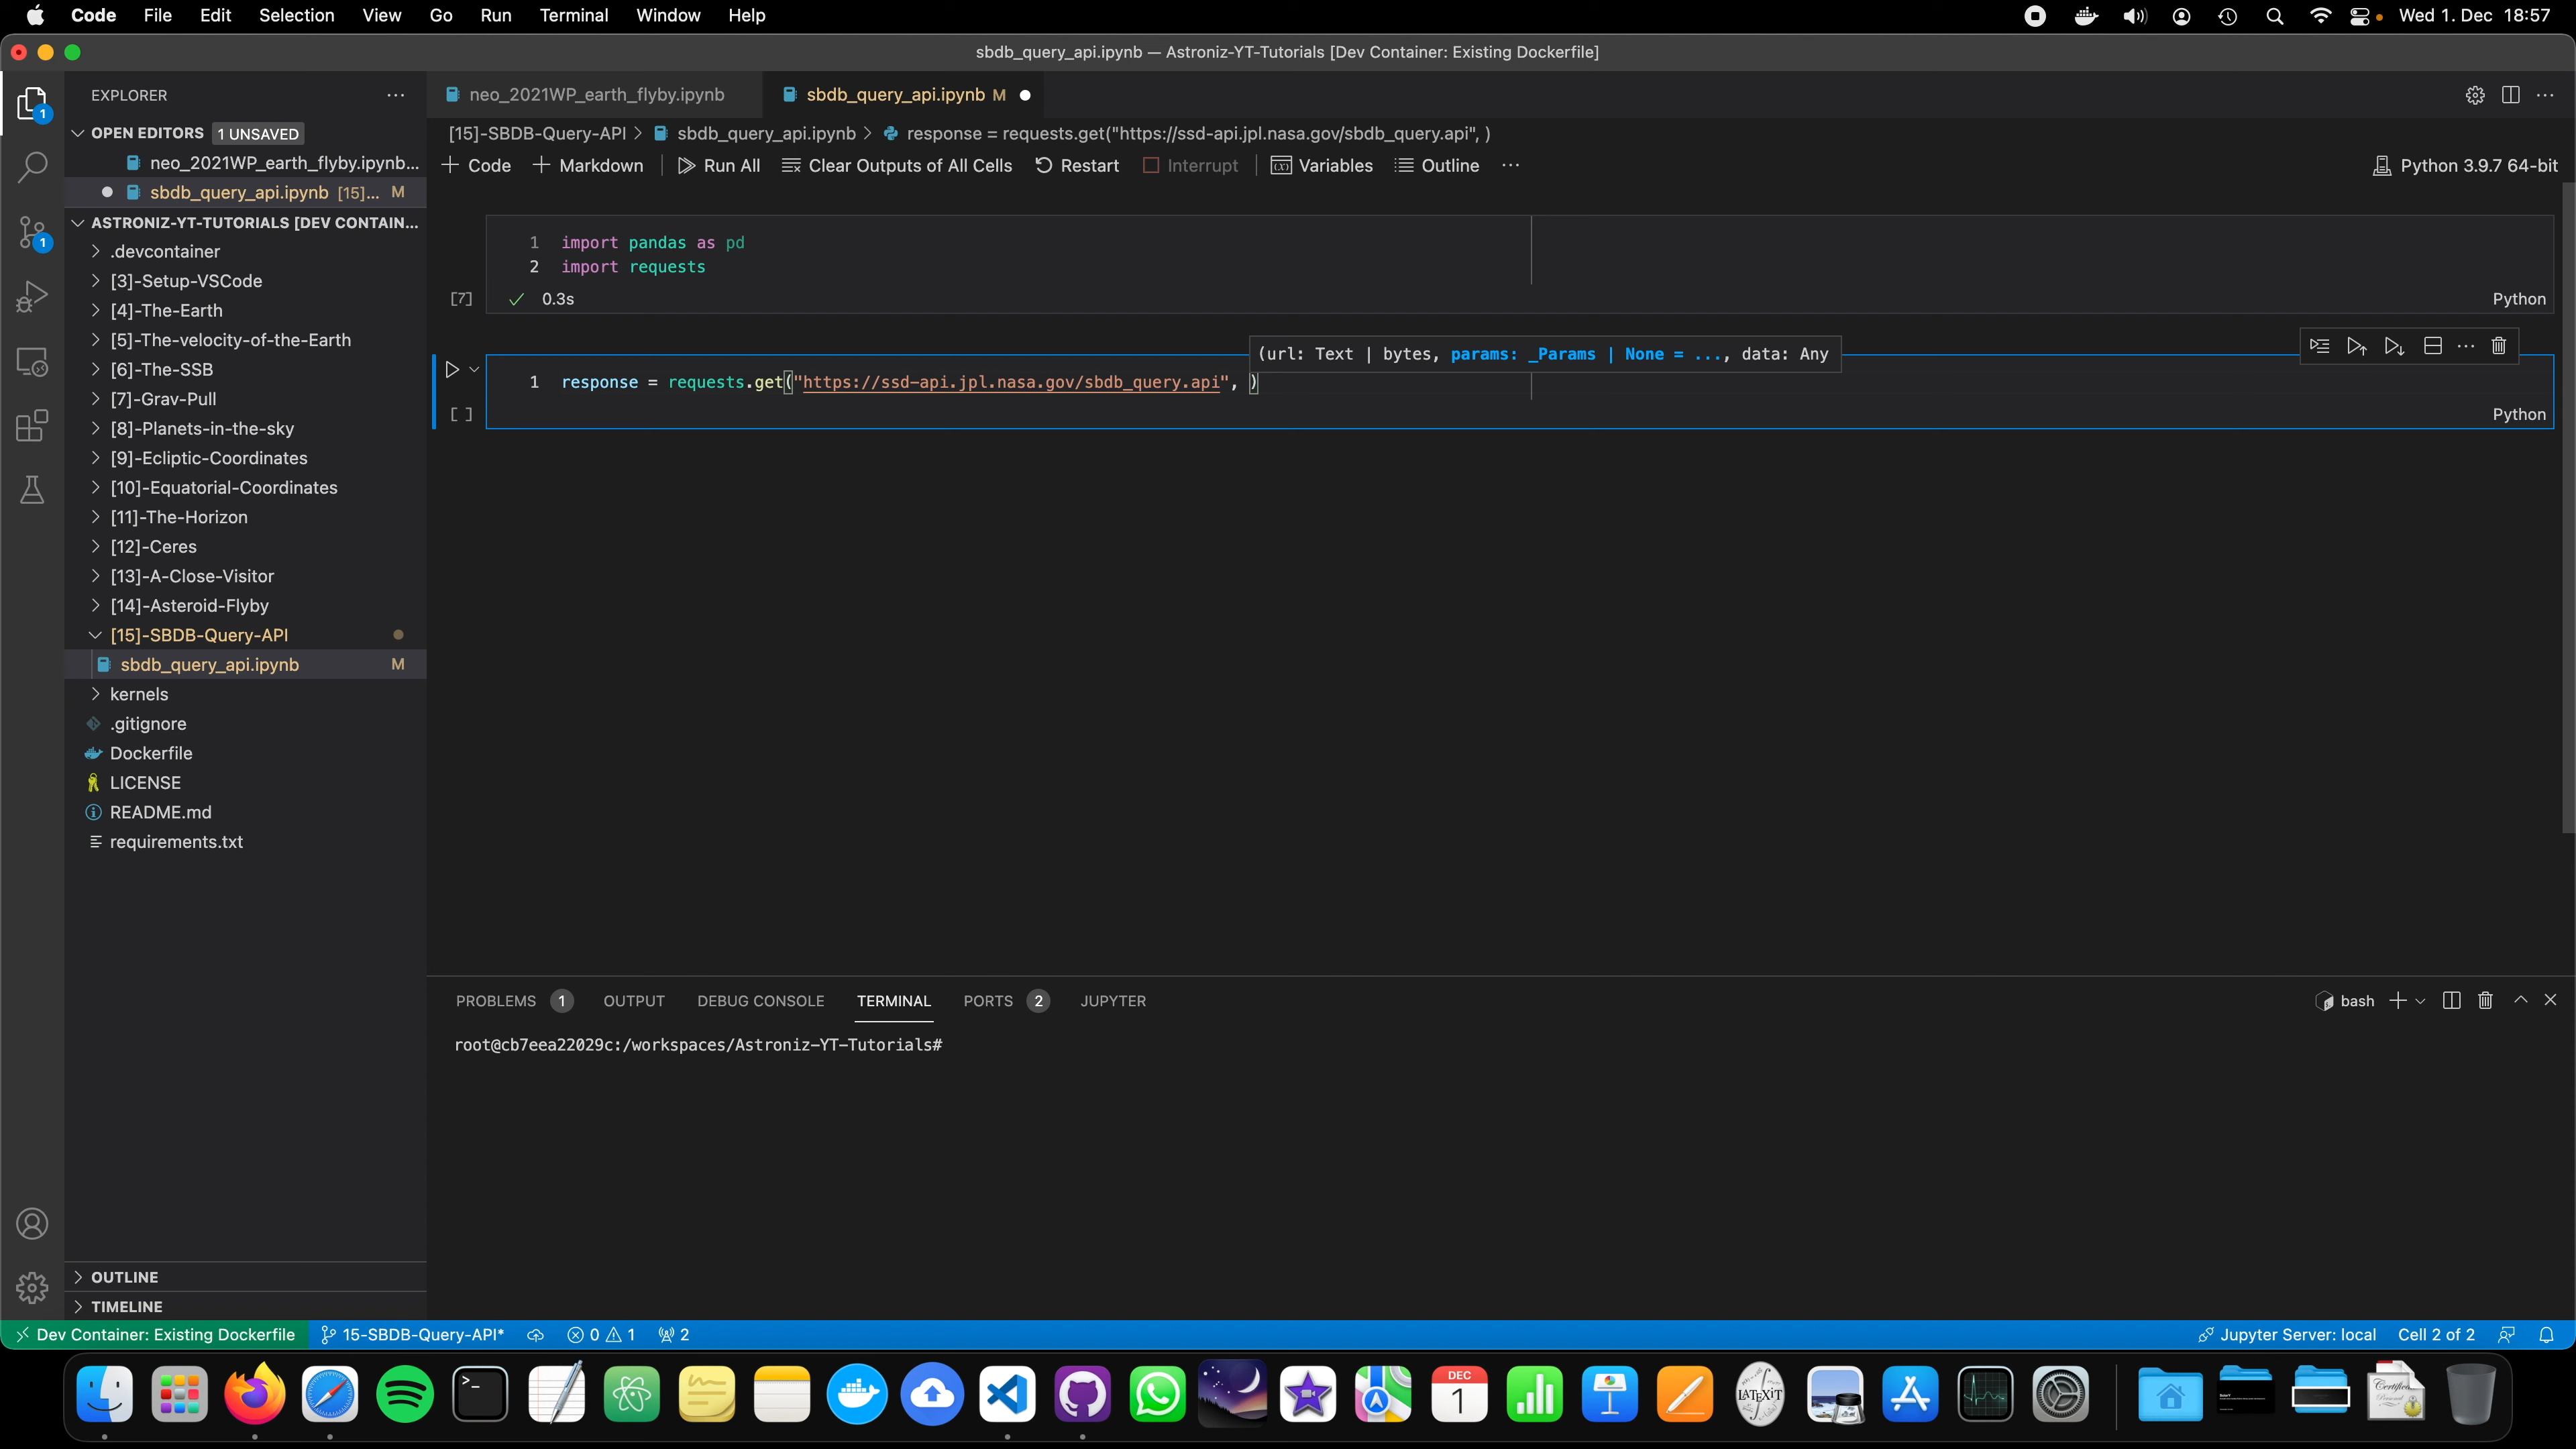 Code File Edit Selection View Go Run Terminal Window Help Wed 1. Dec 18:57
sbdb_query_api.ipynb — Astroniz-YT-Tutorials [Dev Container: Existing Dockerfile]
EXPLORER
neo_2021WP_earth_flyby.ipynb sbdb_query_api.ipynb M
1
OPEN EDITORS 1 UNSAVED
neo_2021WP_earth_flyby.ipynb...
sbdb_query_api.ipynb [15]... M
[15]-SBDB-Query-API > sbdb_query_api.ipynb > response = requests.get("https://ssd-api.jpl.nasa.gov/sbdb_query.api", )
Code Markdown Run All Clear Outputs of All Cells Restart Interrupt Variables Outline ... Python 3.9.7 64-bit
1
ASTRONIZ-YT-TUTORIALS [DEV CONTAIN...
.devcontainer
[3]-Setup-VSCode
[4]-The-Earth
[5]-The-velocity-of-the-Earth
[6]-The-SSB
[7]-Grav-Pull
[8]-Planets-in-the-sky
[9]-Ecliptic-Coordinates
[10]-Equatorial-Coordinates
[11]-The-Horizon
[12]-Ceres
[13]-A-Close-Visitor
[14]-Asteroid-Flyby
[15]-SBDB-Query-API
sbdb_query_api.ipynb M
kernels
.gitignore
Dockerfile
LICENSE
README.md
requirements.txt
OUTLINE
TIMELINE
1 import pandas as pd
2 import requests
[7] 0.3s Python
(url: Text | bytes, params: _Params | None = ..., data: Any
1 response = requests.get("https://ssd-api.jpl.nasa.gov/sbdb_query.api", )
[ ] Python
PROBLEMS 1 OUTPUT DEBUG CONSOLE TERMINAL PORTS 2 JUPYTER bash
root@cb7eea22029c:/workspaces/Astroniz-YT-Tutorials#
Dev Container: Existing Dockerfile 15-SBDB-Query-API* 0 1 2 Jupyter Server: local Cell 2 of 2
DEC
1
LATEXiT